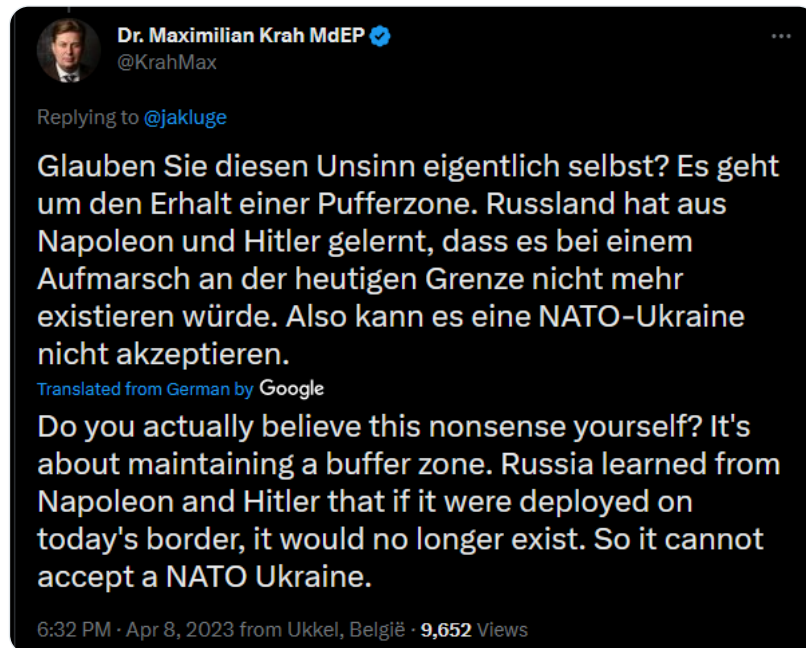 Dr. Maximilian Krah MdEP
@KrahMax
Replying to @jakluge
Glauben Sie diesen Unsinn eigentlich selbst? Es geht
um den Erhalt einer Pufferzone. Russland hat aus
Napoleon und Hitler gelernt, dass es bei einem
Aufmarsch an der heutigen Grenze nicht mehr
existieren würde. Also kann es eine NATO-Ukraine
nicht akzeptieren.
Translated from German by Google
Do you actually believe this nonsense yourself? It's
about maintaining a buffer zone. Russia learned from
Napoleon and Hitler that if it were deployed on
today's border, it would no longer exist. So it cannot
accept a NATO Ukraine.
6:32 PM · Apr 8, 2023 from Ukkel, België · 9,652 Views